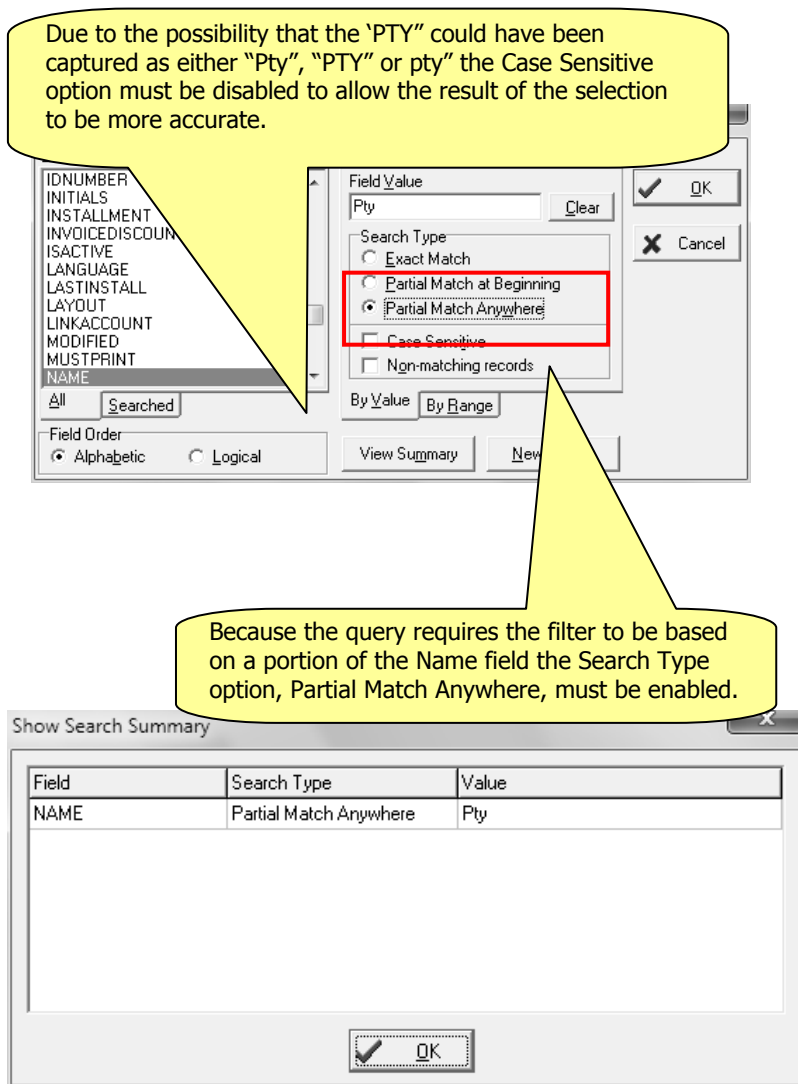 Due to the possibility that the ‘PTY” could have been
captured as either “Pty”, “PTY” or pty” the Case Sensitive
option must be disabled to allow the result of the selection
to be more accurate.
IDNUMBER
INITIALS
INSTALLMENT
INVOICEDISCOUN
ISACTIVE
LANGUAGE
LASTINSTALL
LAYOUT
LINKACCOUNT
MODIFIED
MUSTPRINT
NAME
All Searched
Field Order
Alphabetic Logical
Field Value
Pty Clear
Search Type
Exact Match
Partial Match at Beginning
Partial Match Anywhere
Case Sensitive
Non-matching records
By Value By Range
View Summary New
OK
Cancel
Because the query requires the filter to be based
on a portion of the Name field the Search Type
option, Partial Match Anywhere, must be enabled.
Show Search Summary
Field Search Type Value
NAME Partial Match Anywhere Pty
OK